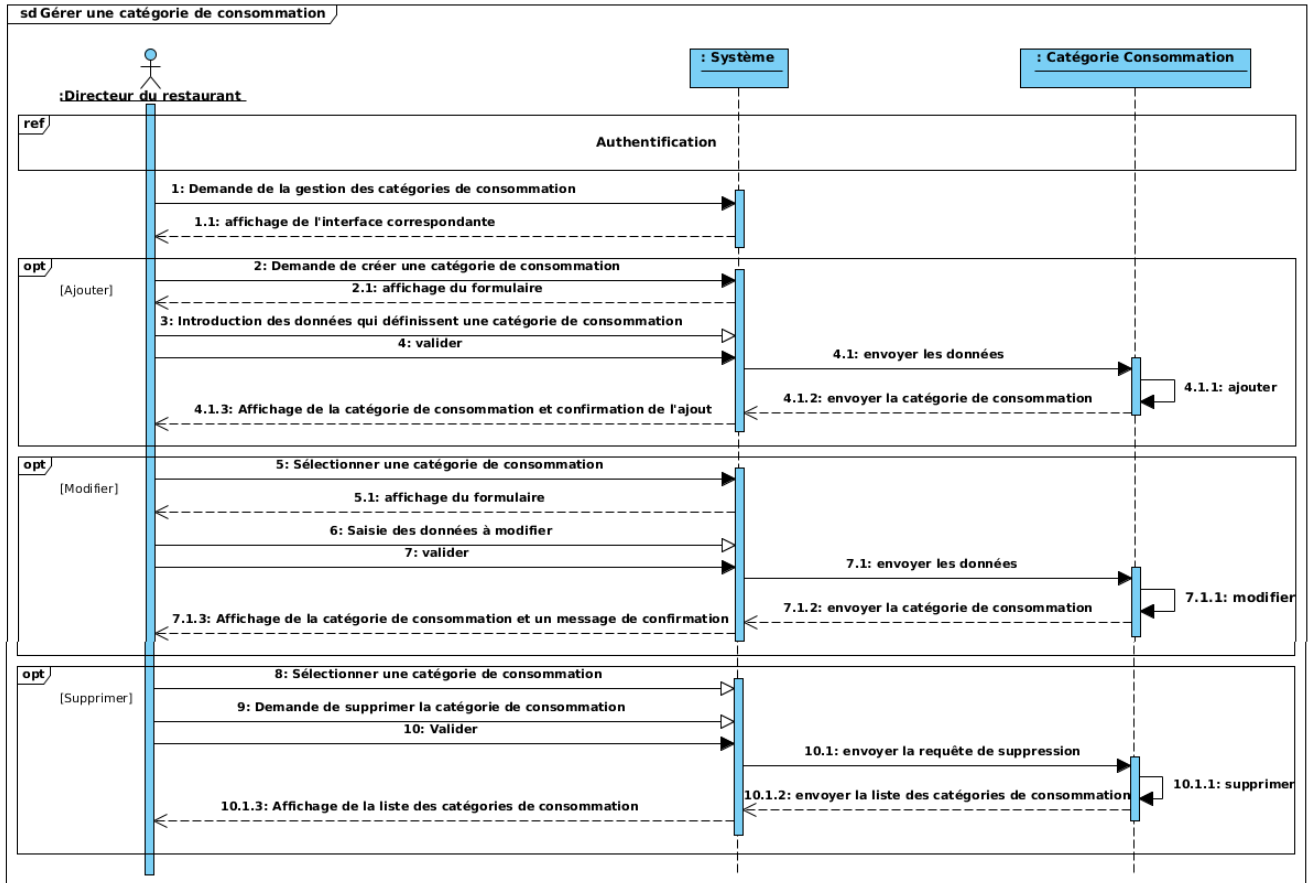 sd Gérer une catégorie de consommation
: Système
: Catégorie Consommation
:Directeur du restaurant
ref
Authentification
1: Demande de la gestion des catégories de consommation
1.1: affichage de l'interface correspondante
opt
[Ajouter]
2: Demande de créer une catégorie de consommation
2.1: affichage du formulaire
3: Introduction des données qui définissent une catégorie de consommation
4: valider
4.1: envoyer les données
4.1.1: ajouter
4.1.2: envoyer la catégorie de consommation
4.1.3: Affichage de la catégorie de consommation et confirmation de l'ajout
opt
[Modifier]
5: Sélectionner une catégorie de consommation
5.1: affichage du formulaire
6: Saisie des données à modifier
7: valider
7.1: envoyer les données
7.1.1: modifier
7.1.2: envoyer la catégorie de consommation
7.1.3: Affichage de la catégorie de consommation et un message de confirmation
opt
[Supprimer]
8: Sélectionner une catégorie de consommation
9: Demande de supprimer la catégorie de consommation
10: Valider
10.1: envoyer la requête de suppression
10.1.1: supprimer
10.1.2: envoyer la liste des catégories de consommation
10.1.3: Affichage de la liste des catégories de consommation